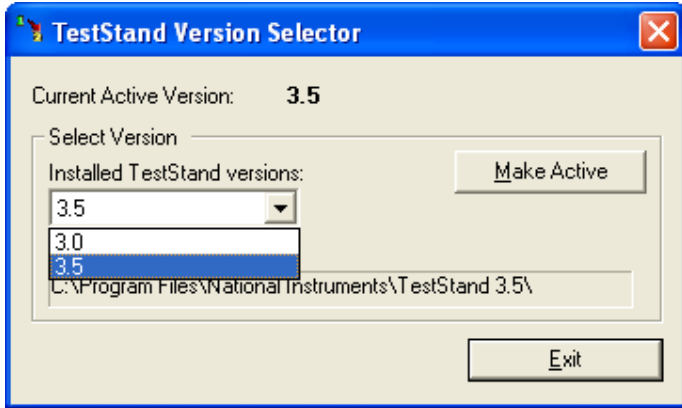 TestStand Version Selector
Current Active Version: 3.5
Select Version
Installed TestStand versions:
Make Active
3.5
3.0
3.5
C:\Program Files\National Instruments\TestStand 3.5\
Exit